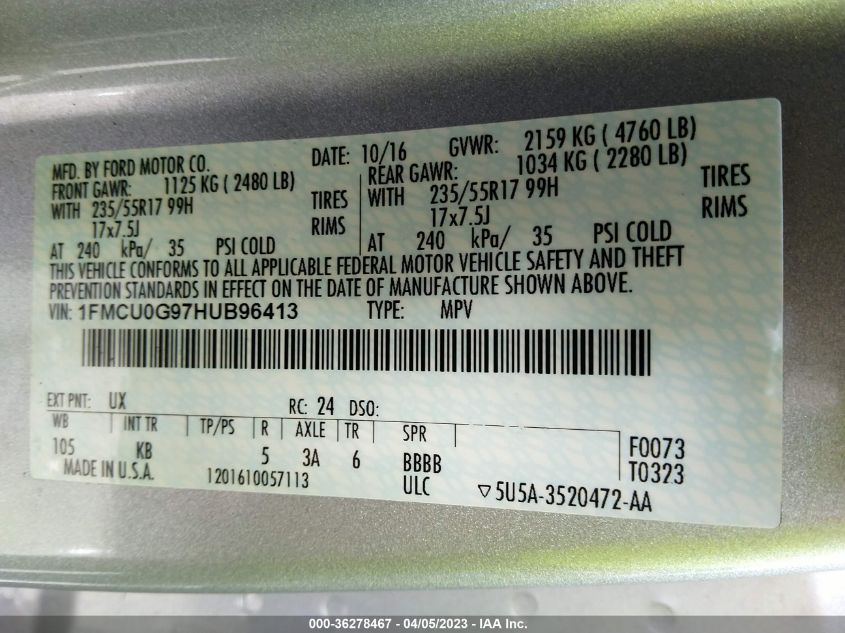 MFD. BY FORD MOTOR CO. DATE: 10/16 GVWR: 2159 KG ( 4760 LB)
FRONT GAWR: 1125 KG ( 2480 LB) REAR GAWR: 1034 KG ( 2280 LB)
WITH 235/55R17 99H TIRES WITH 235/55R17 99H TIRES
17x7.5J RIMS 17x7.5J RIMS
AT 240 kPa/ 35 PSI COLD AT 240 kPa/ 35 PSI COLD
THIS VEHICLE CONFORMS TO ALL APPLICABLE FEDERAL MOTOR VEHICLE SAFETY AND THEFT
PREVENTION STANDARDS IN EFFECT ON THE DATE OF MANUFACTURE SHOWN ABOVE.
VIN: 1FMCU0G97HUB96413 TYPE: MPV
EXT PNT: UX RC: 24 DSO:
WB INT TR TP/PS R AXLE TR SPR F0073
105 KB 5 3A 6 BBBB T0323
MADE IN U.S.A. 1201610057113 ULC ▽5U5A-3520472-AA
000-36278467 - 04/05/2023 - IAA Inc.